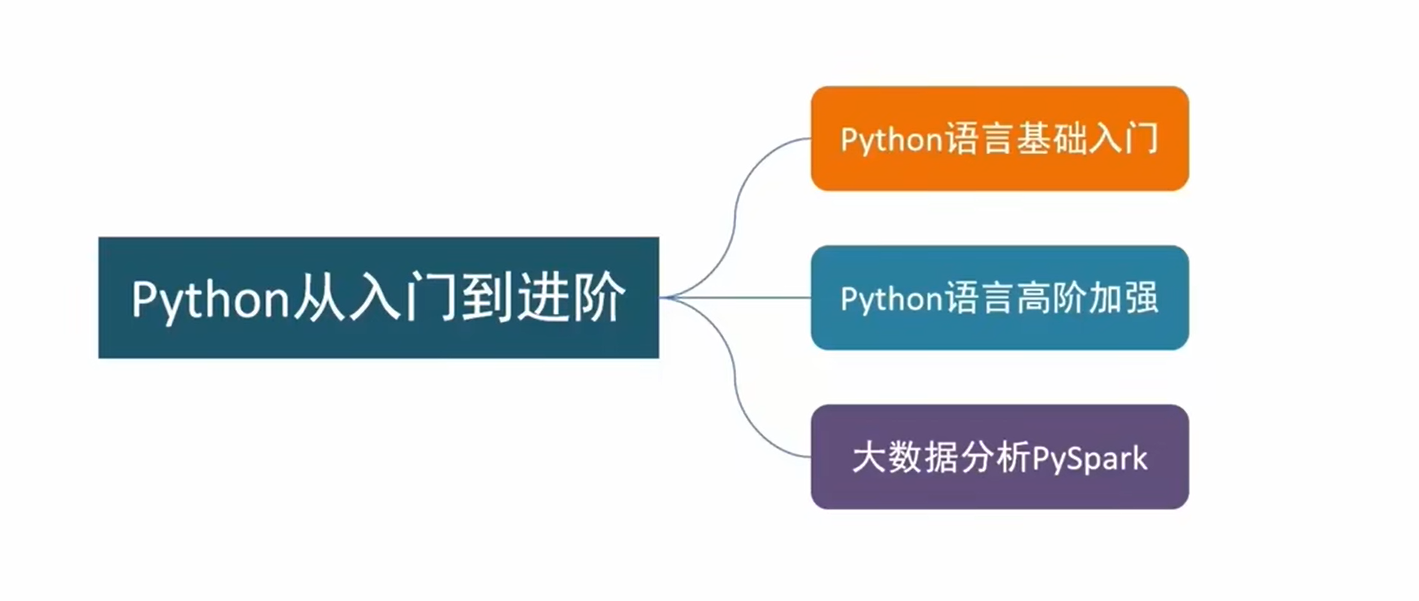 Python从入门到进阶
Python语言基础入门
Python语言高阶加强
大数据分析PySpark